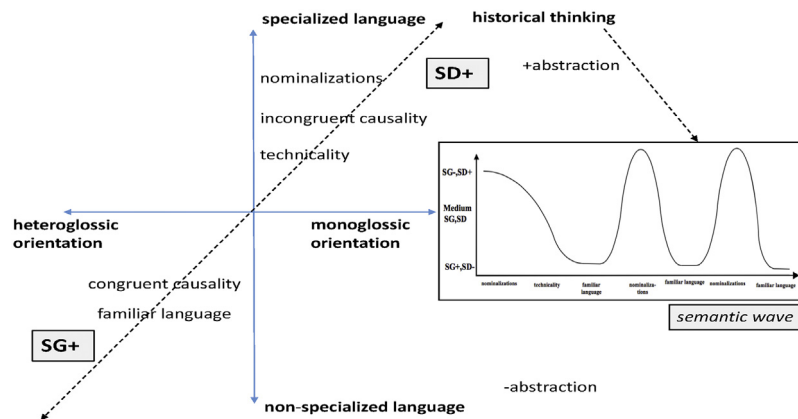 specialized language
historical thinking
nominalizations
SD+
+abstraction
incongruent causality
technicality
SG-,SD+
Medium
SG,SD
SG+,SD-
nominalizations
technicality
familiar
language
nominaliza-
tions
familiar language
nominalizations
familiar language
heteroglossic
orientation
monoglossic
orientation
congruent causality
familiar language
semantic wave
SG+
-abstraction
non-specialized language